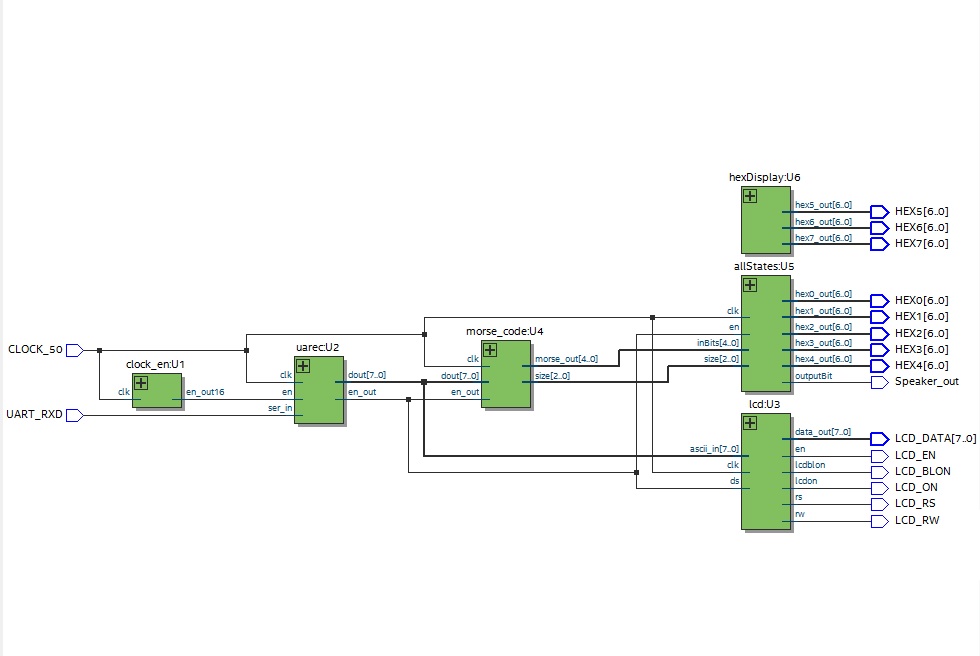 hexDisplay:U6
hex5_out[6..0]
HEX5[6..0]
hex6_out[6..0]
HEX6[6..0]
hex7_out[6..0]
HEX7[6..0]
allStates:U5
hex0_out[6..0]
HEX0[6..0]
clk
hex1_out[6..0]
HEX1[6..0]
en
hex2_out[6..0]
HEX2[6..0]
inBits[4..0]
hex3_out[6..0]
HEX3[6..0]
size[2..0]
hex4_out[6..0]
HEX4[6..0]
outputBit
Speaker_out
morse_code:U4
clk
morse_out[4..0]
dout[7..0]
size[2..0]
en_out
CLOCK_50
clock_en:U1
clk
en_out16
uarec:U2
clk
dout[7..0]
en
en_out
ser_in
UART_RXD
lcd:U3
data_out[7..0]
LCD_DATA[7..0]
ascii_in[7..0]
en
LCD_EN
clk
lcdblon
LCD_BLON
ds
lcdon
LCD_ON
rs
LCD_RS
rw
LCD_RW